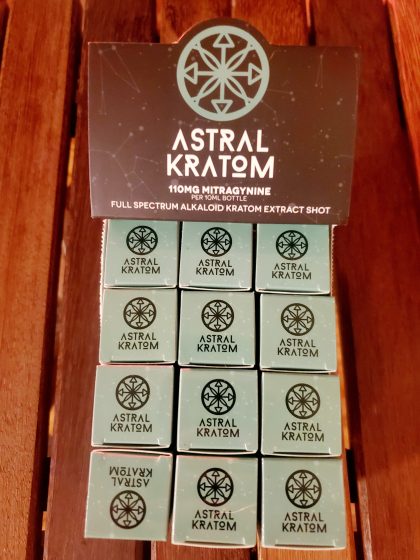 ASTRAL
KRATOM
110MG MITRAGYNINE
PER 10ML BOTTLE
FULL SPECTRUM ALKALOID KRATOM EXTRACT SHOT
ASTRAL
KRATOM
ASTRAL
KRATOM
ASTRAL
KRATOM
ASTRAL
KRATOM
ASTRAL
KRATOM
ASTRAL
KRATOM
ASTRAL
KRATOM
ASTRAL
KRATOM
ASTRAL
KRATOM
ASTRAL
KRATOM
ASTRAL
KRATOM
ASTRAL
KRATOM